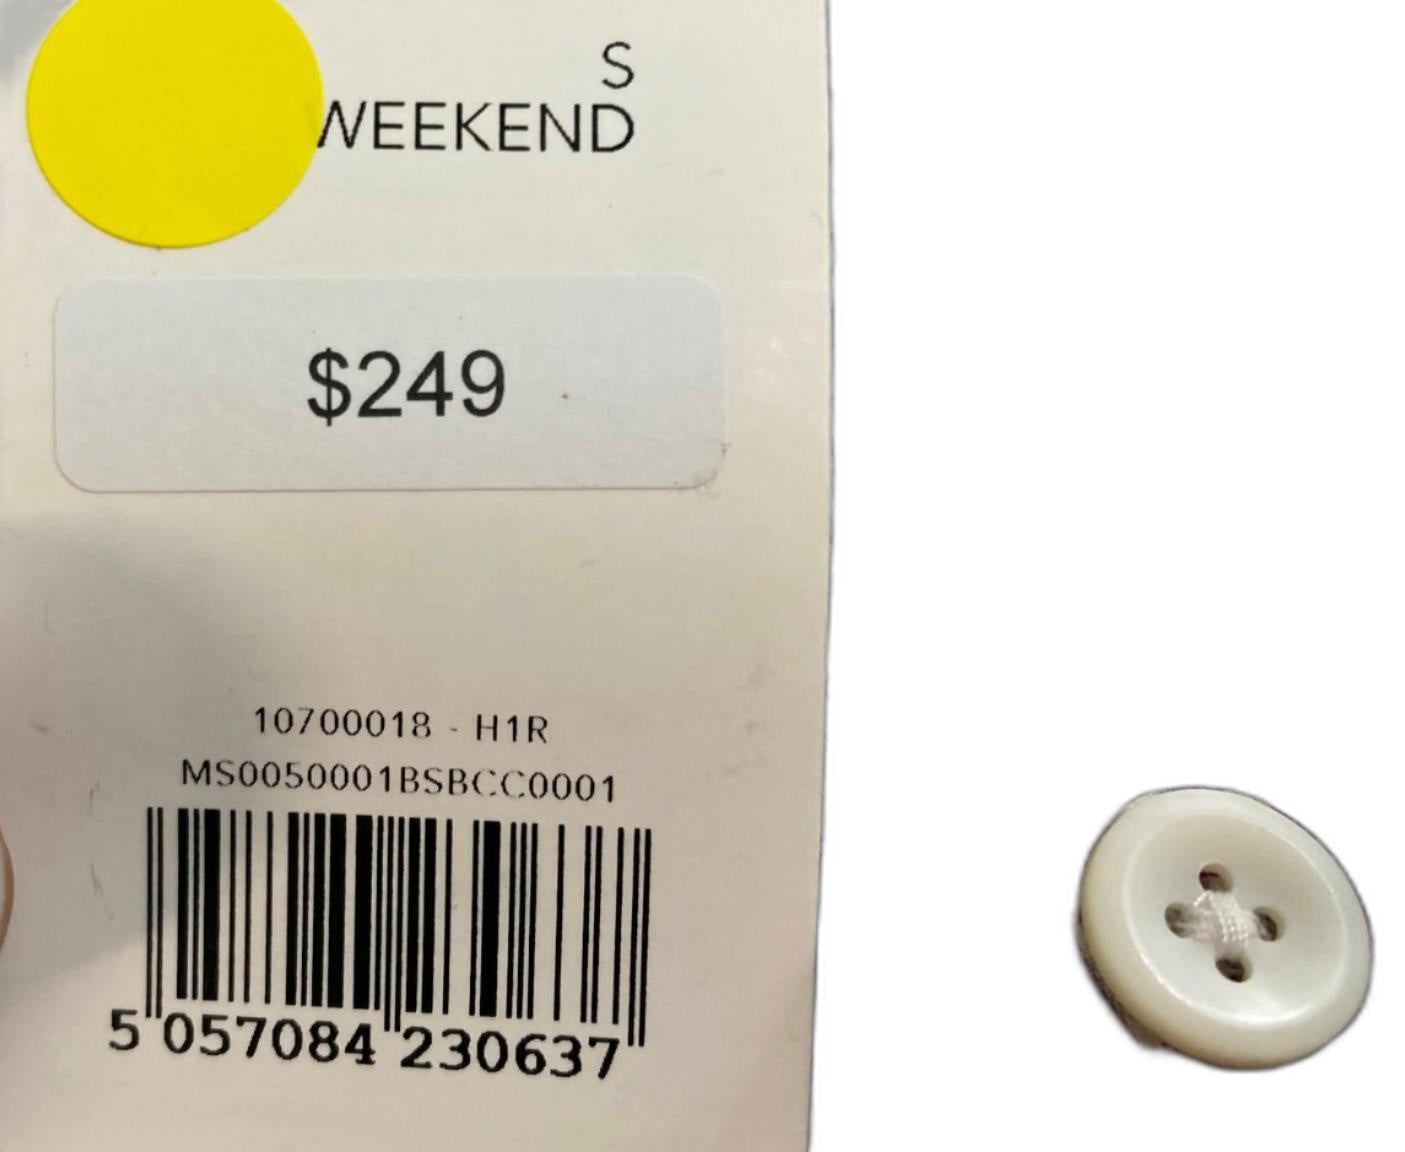 S
WEEKEND
$249
10700018 - H1R
MS0050001BSBCC0001
5 057084 230637